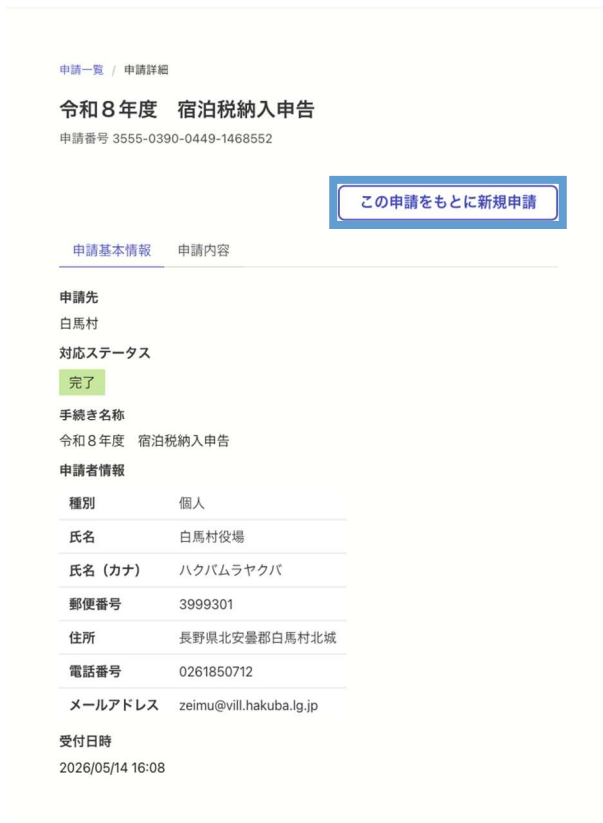 申請一覧 / 申請詳細
令和８年度　宿泊税納入申告
申請番号 3555-0390-0449-1468552
この申請をもとに新規申請
申請基本情報 申請内容
申請先
白馬村
対応ステータス
完了
手続き名称
令和８年度　宿泊税納入申告
申請者情報
種別 個人
氏名 白馬村役場
氏名（カナ） ハクバムラヤクバ
郵便番号 3999301
住所 長野県北安曇郡白馬村北城
電話番号 0261850712
メールアドレス zeimu@vill.hakuba.lg.jp
受付日時
2026/05/14 16:08